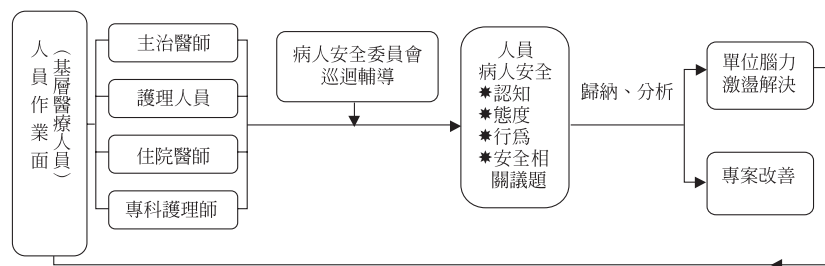 人員作業面
（基層醫療人員）
主治醫師
護理人員
住院醫師
專科護理師
病人安全委員會
巡迴輔導
人員
病人安全
✸認知
✸態度
✸行為
✸安全相
關議題
歸納、分析
單位腦力
激盪解決
專案改善